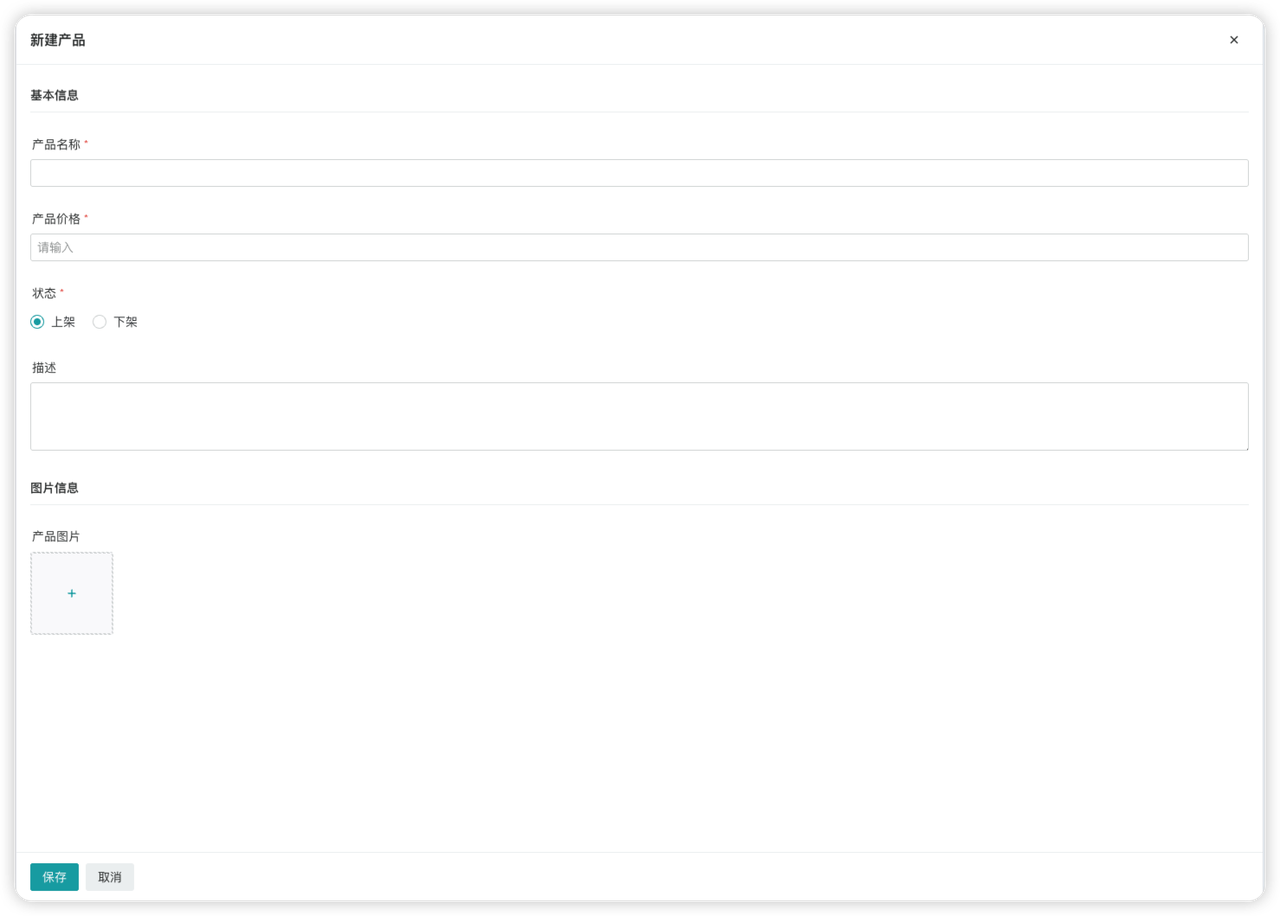 新建产品 ×
基本信息
产品名称 *
产品价格 *
请输入
状态 *
上架 下架
描述
图片信息
产品图片
+
保存 取消